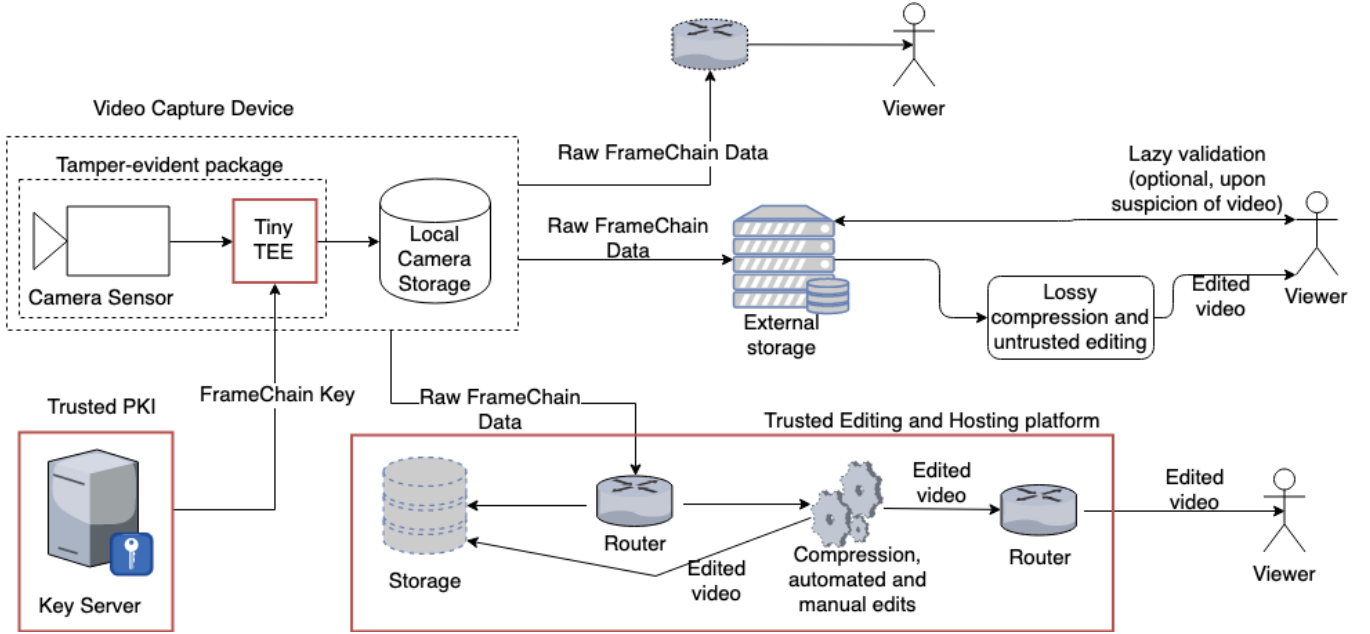 Viewer
Video Capture Device
Raw FrameChain Data
Tamper-evident package
Lazy validation
(optional, upon
suspicion of video)
Tiny
TEE
Local
Camera
Storage
Raw FrameChain
Data
Camera Sensor
External
storage
Lossy
compression and
untrusted editing
Edited
video
Viewer
FrameChain Key
Trusted PKI
Raw FrameChain
Data
Trusted Editing and Hosting platform
Edited
video
Edited
video
Router
Storage
Edited
video
Compression,
automated and
manual edits
Router
Viewer
Key Server